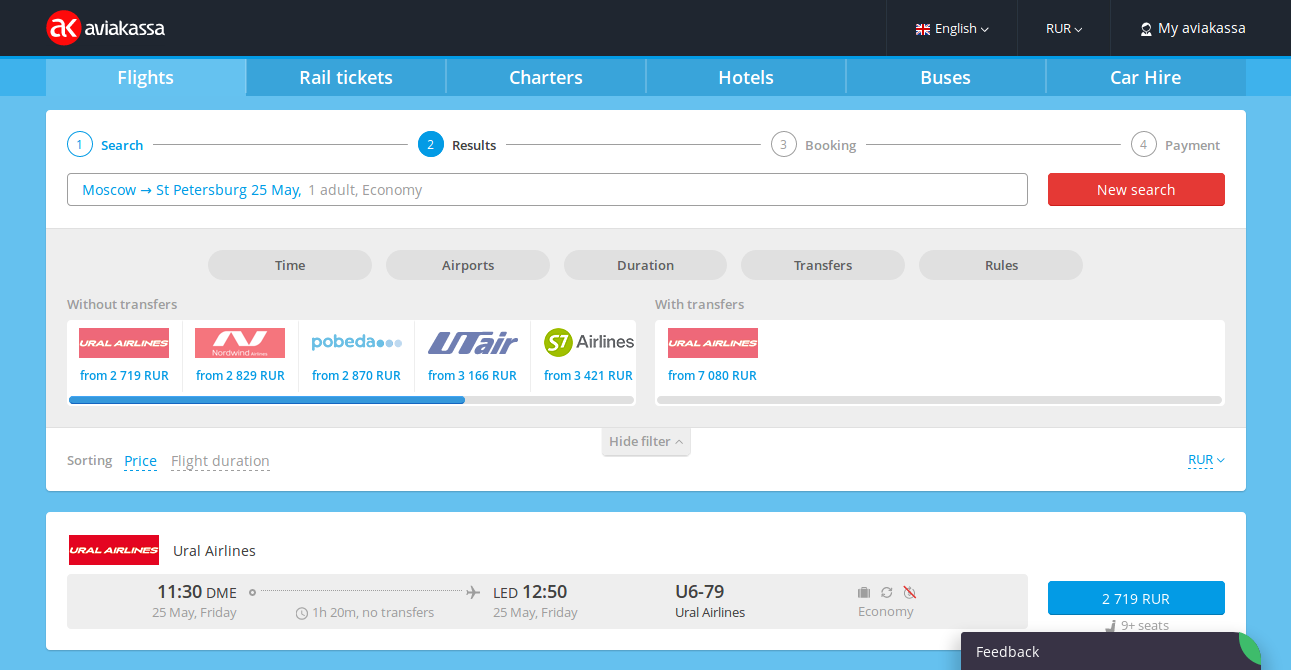 ak aviakassa English RUR My aviakassa
Flights Rail tickets Charters Hotels Buses Car Hire
1 Search 2 Results 3 Booking 4 Payment
Moscow → St Petersburg 25 May, 1 adult, Economy New search
Time Airports Duration Transfers Rules
Without transfers With transfers
URAL AIRLINES Nordwind Airlines pobeda UTair S7 Airlines URAL AIRLINES
from 2 719 RUR from 2 829 RUR from 2 870 RUR from 3 166 RUR from 3 421 RUR from 7 080 RUR
Hide filter
Sorting Price Flight duration RUR
URAL AIRLINES Ural Airlines
11:30 DME LED 12:50 U6-79
25 May, Friday 1h 20m, no transfers 25 May, Friday Ural Airlines Economy
2 719 RUR
9+ seats
Feedback